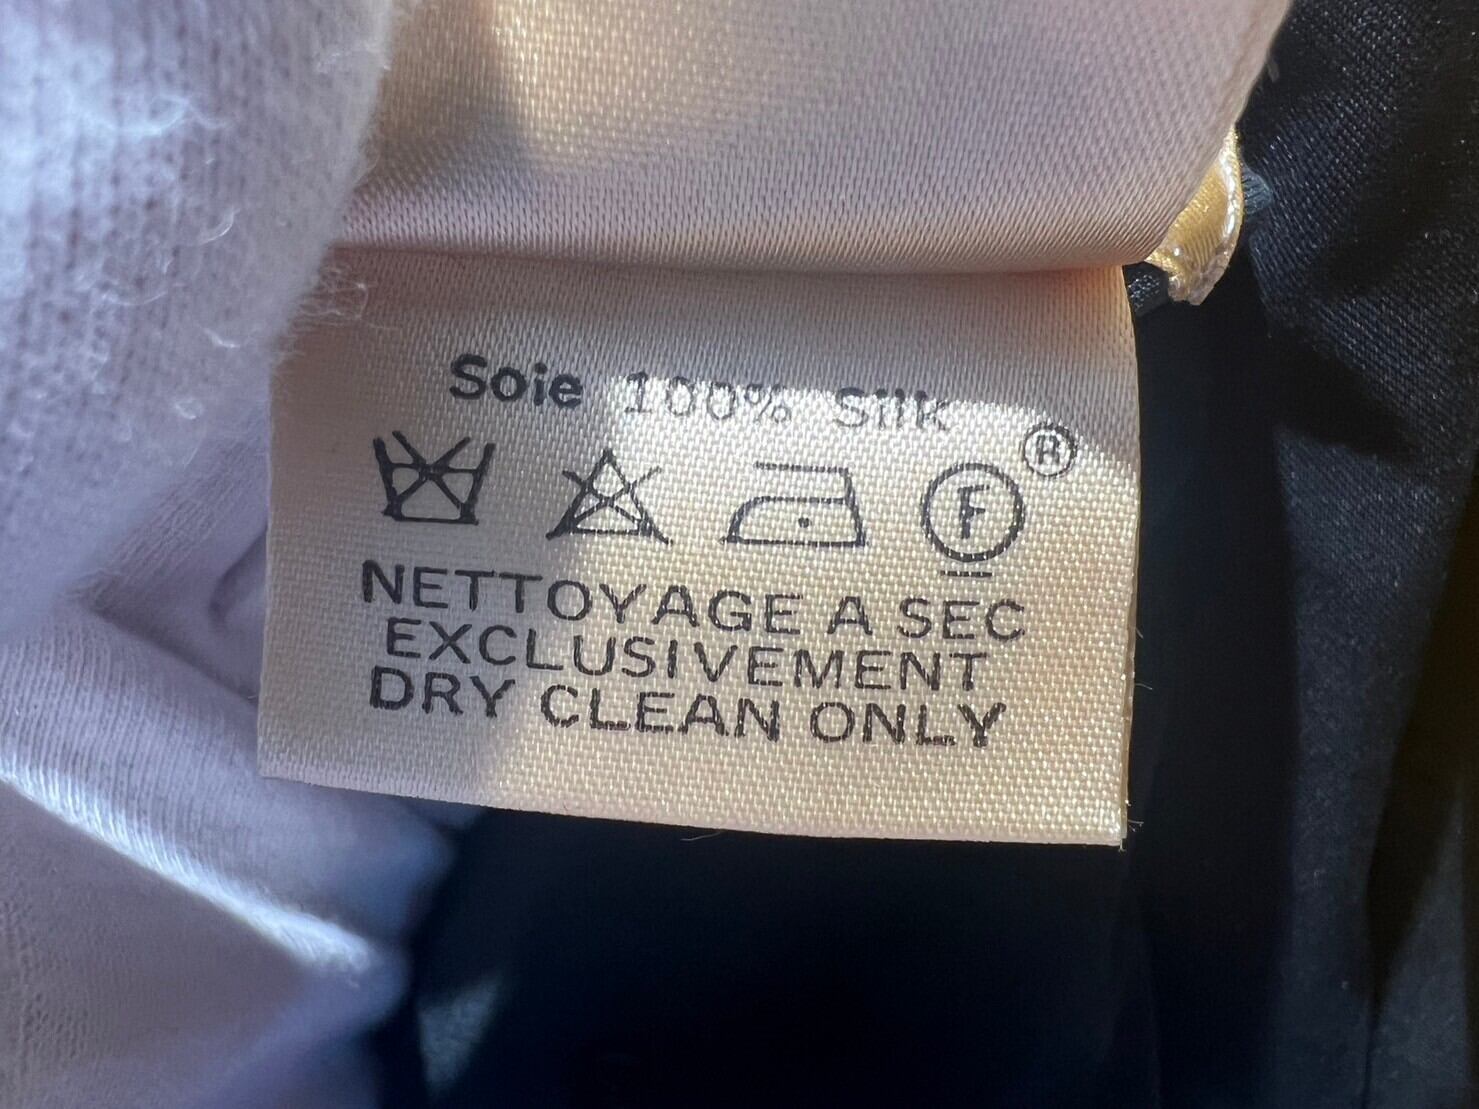 Soie 100% Silk
F ®
NETTOYAGE A SEC
EXCLUSIVEMENT
DRY CLEAN ONLY